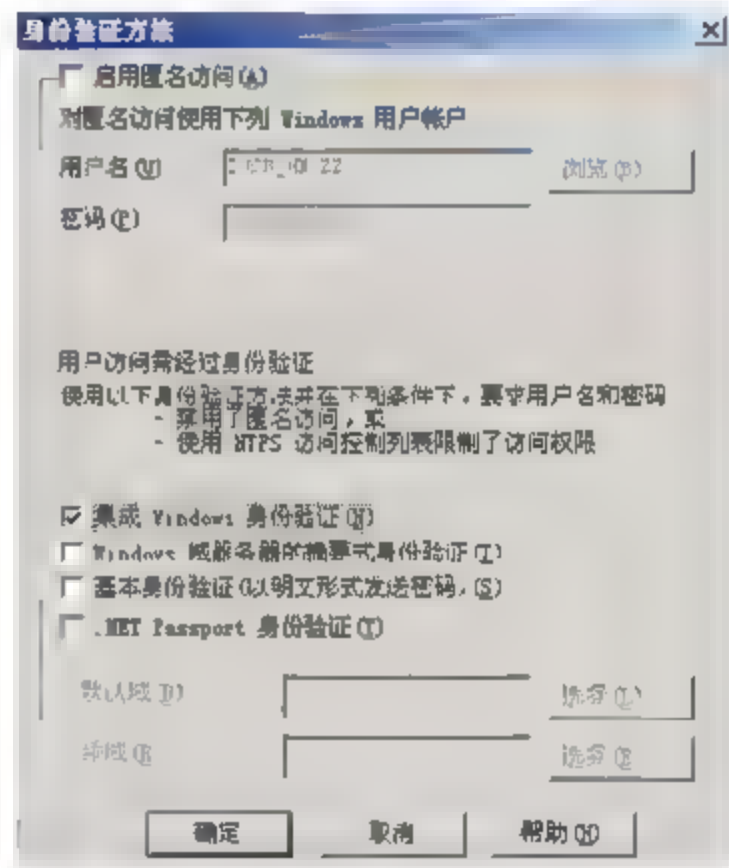 身份验证方法
启用匿名访问(A)
对匿名访问使用下列 Windows 用户帐户
用户名(U)
浏览(B)
密码(P)
用户访问需经过身份验证
使用以下身份验证方法并在下列条件下，要求用户名和密码
- 禁用了匿名访问，或
- 使用 NTFS 访问控制列表限制了访问权限
集成 Windows 身份验证(N)
Windows 域服务器的摘要式身份验证(I)
基本身份验证(以明文形式发送密码，(S)
.NET Passport 身份验证(T)
默认域(D)
选择(L)
领域(R
选择(E
确定
取消
帮助(H)